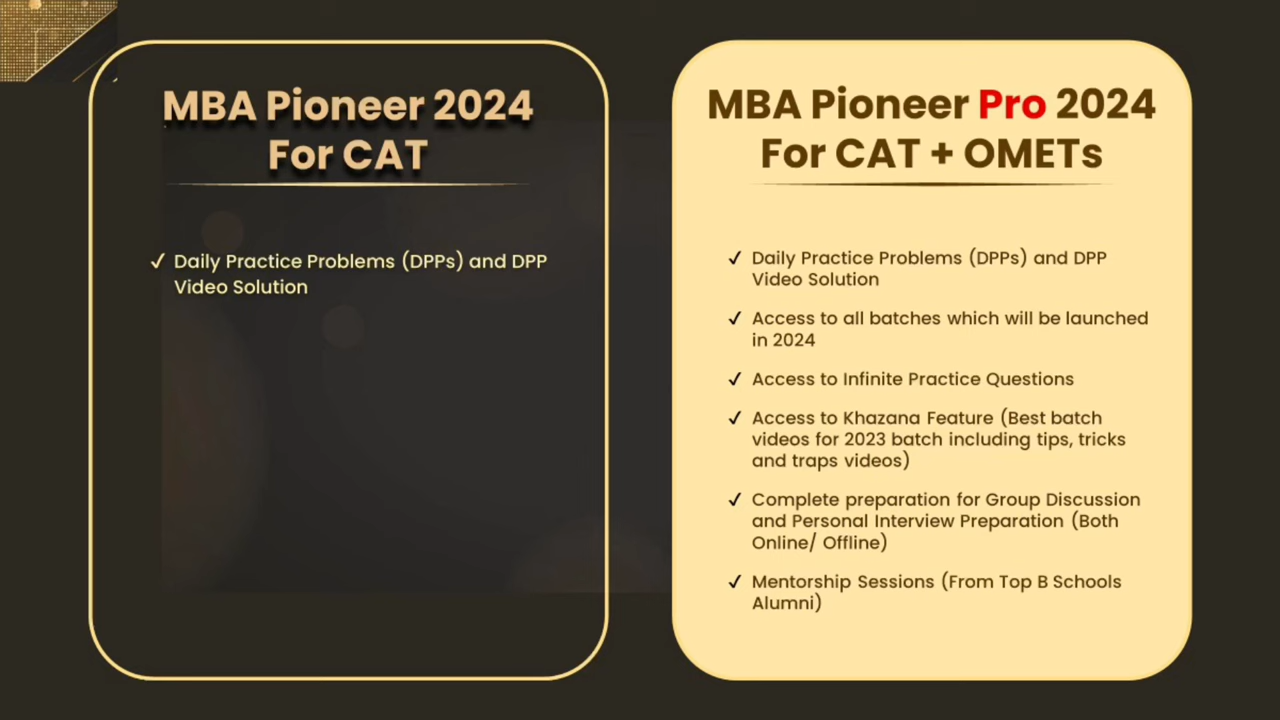 MBA Pioneer 2024
For CAT
✓ Daily Practice Problems (DPPs) and DPP
Video Solution
MBA Pioneer Pro 2024
For CAT + OMETs
✓ Daily Practice Problems (DPPs) and DPP
Video Solution
✓ Access to all batches which will be launched
in 2024
✓ Access to Infinite Practice Questions
✓ Access to Khazana Feature (Best batch
videos for 2023 batch including tips, tricks
and traps videos)
✓ Complete preparation for Group Discussion
and Personal Interview Preparation (Both
Online/ Offline)
✓ Mentorship Sessions (From Top B Schools
Alumni)